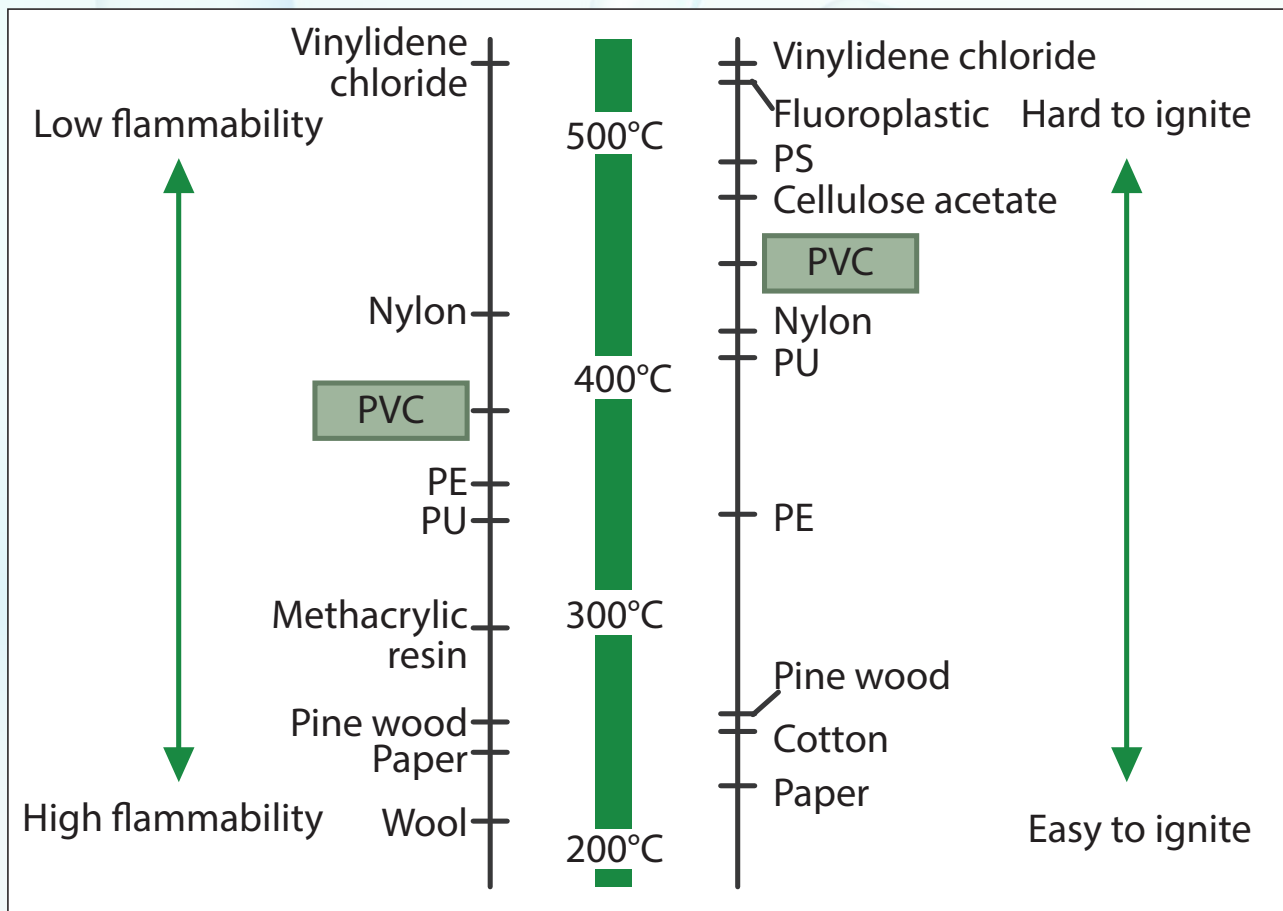 Vinylidene
chloride
Low flammability
Nylon
PVC
PE
PU
Methacrylic
resin
Pine wood
Paper
High flammability
Wool
500°C
400°C
300°C
200°C
Vinylidene chloride
Fluoroplastic
Hard to ignite
PS
Cellulose acetate
PVC
Nylon
PU
PE
Pine wood
Cotton
Paper
Easy to ignite